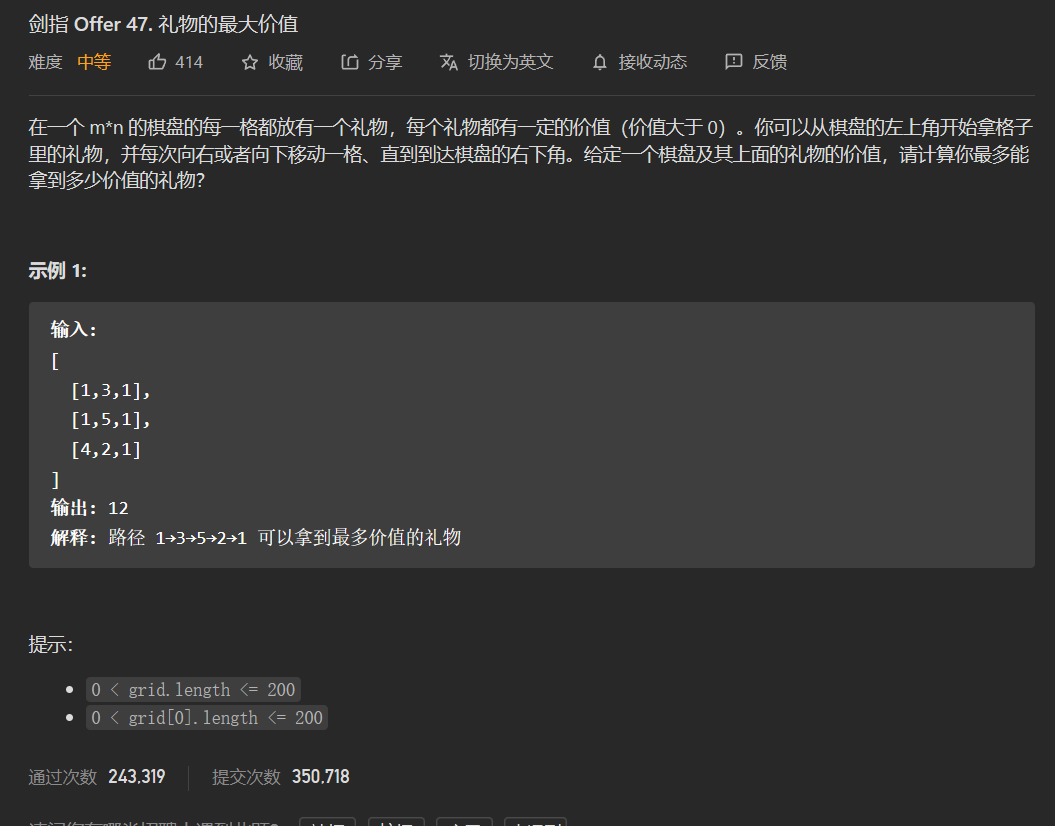 剑指 Offer 47. 礼物的最大价值
难度 中等 414 收藏 分享 切换为英文 接收动态 反馈
在一个 m*n 的棋盘的每一格都放有一个礼物，每个礼物都有一定的价值（价值大于 0）。你可以从棋盘的左上角开始拿格子
里的礼物，并每次向右或者向下移动一格、直到到达棋盘的右下角。给定一个棋盘及其上面的礼物的价值，请计算你最多能
拿到多少价值的礼物？
示例 1:
输入:
[
[1,3,1],
[1,5,1],
[4,2,1]
]
输出: 12
解释: 路径 1→3→5→2→1 可以拿到最多价值的礼物
提示：
0 < grid.length <= 200
0 < grid[0].length <= 200
通过次数 243,319 提交次数 350,718